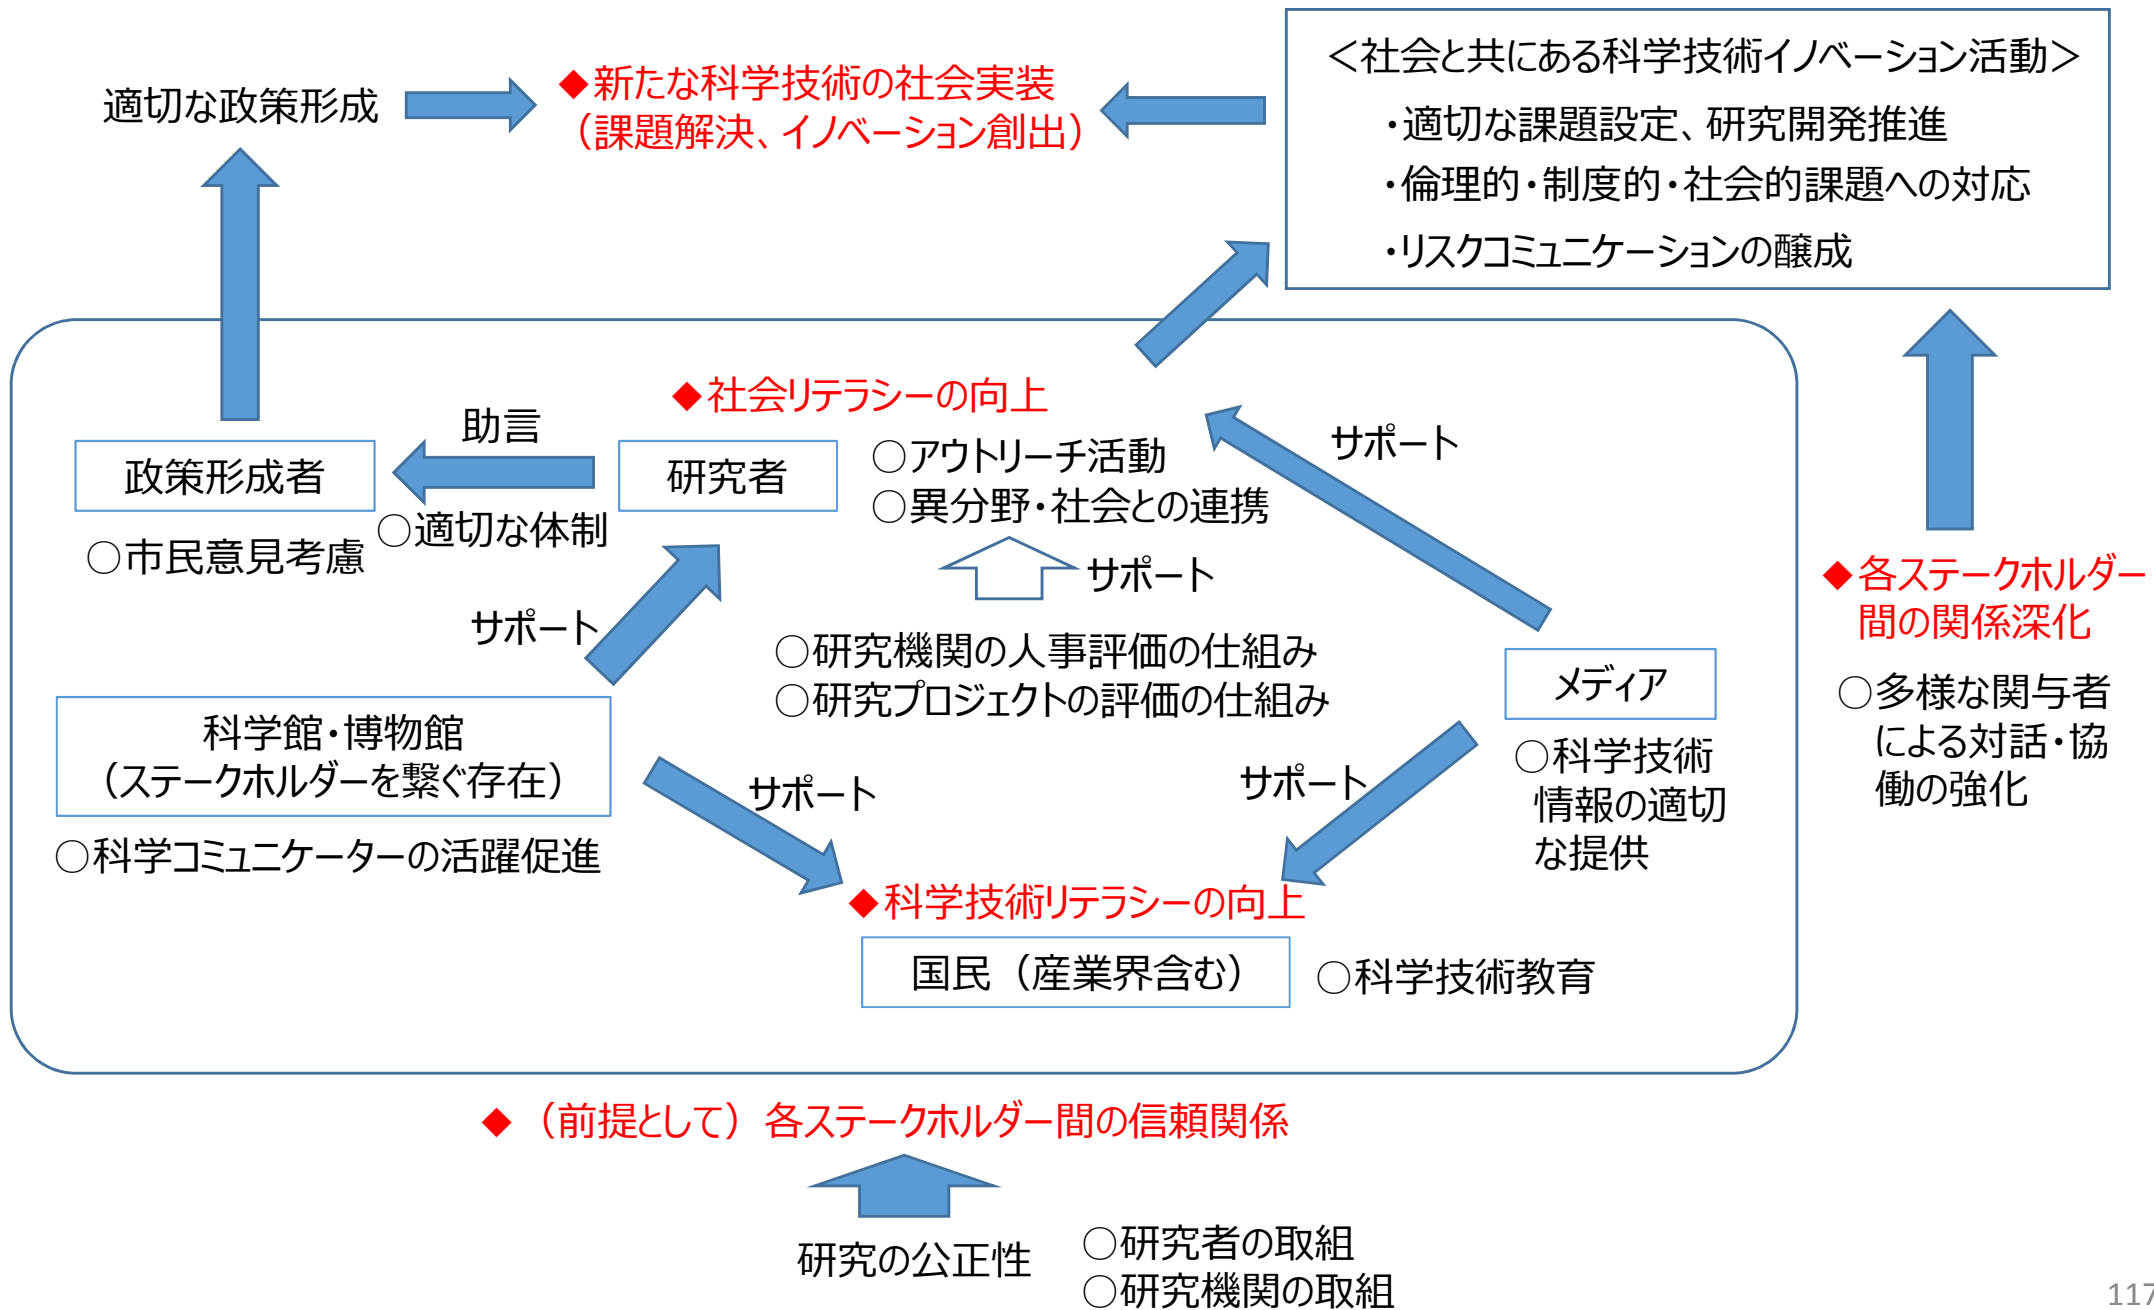 ＜社会と共にある科学技術イノベーション活動＞
・適切な課題設定、研究開発推進
・倫理的・制度的・社会的課題への対応
・リスクコミュニケーションの醸成
適切な政策形成
◆新たな科学技術の社会実装
（課題解決、イノベーション創出）
◆社会リテラシーの向上
助言
政策形成者
研究者
○アウトリーチ活動
○異分野・社会との連携
サポート
○適切な体制
○市民意見考慮
サポート
サポート
○研究機関の人事評価の仕組み
○研究プロジェクトの評価の仕組み
メディア
○科学技術
情報の適切
な提供
◆各ステークホルダー
間の関係深化
○多様な関与者
による対話・協
働の強化
科学館・博物館
（ステークホルダーを繋ぐ存在）
○科学コミュニケーターの活躍促進
サポート
サポート
◆科学技術リテラシーの向上
国民（産業界含む）
○科学技術教育
◆（前提として）各ステークホルダー間の信頼関係
研究の公正性
○研究者の取組
○研究機関の取組
117